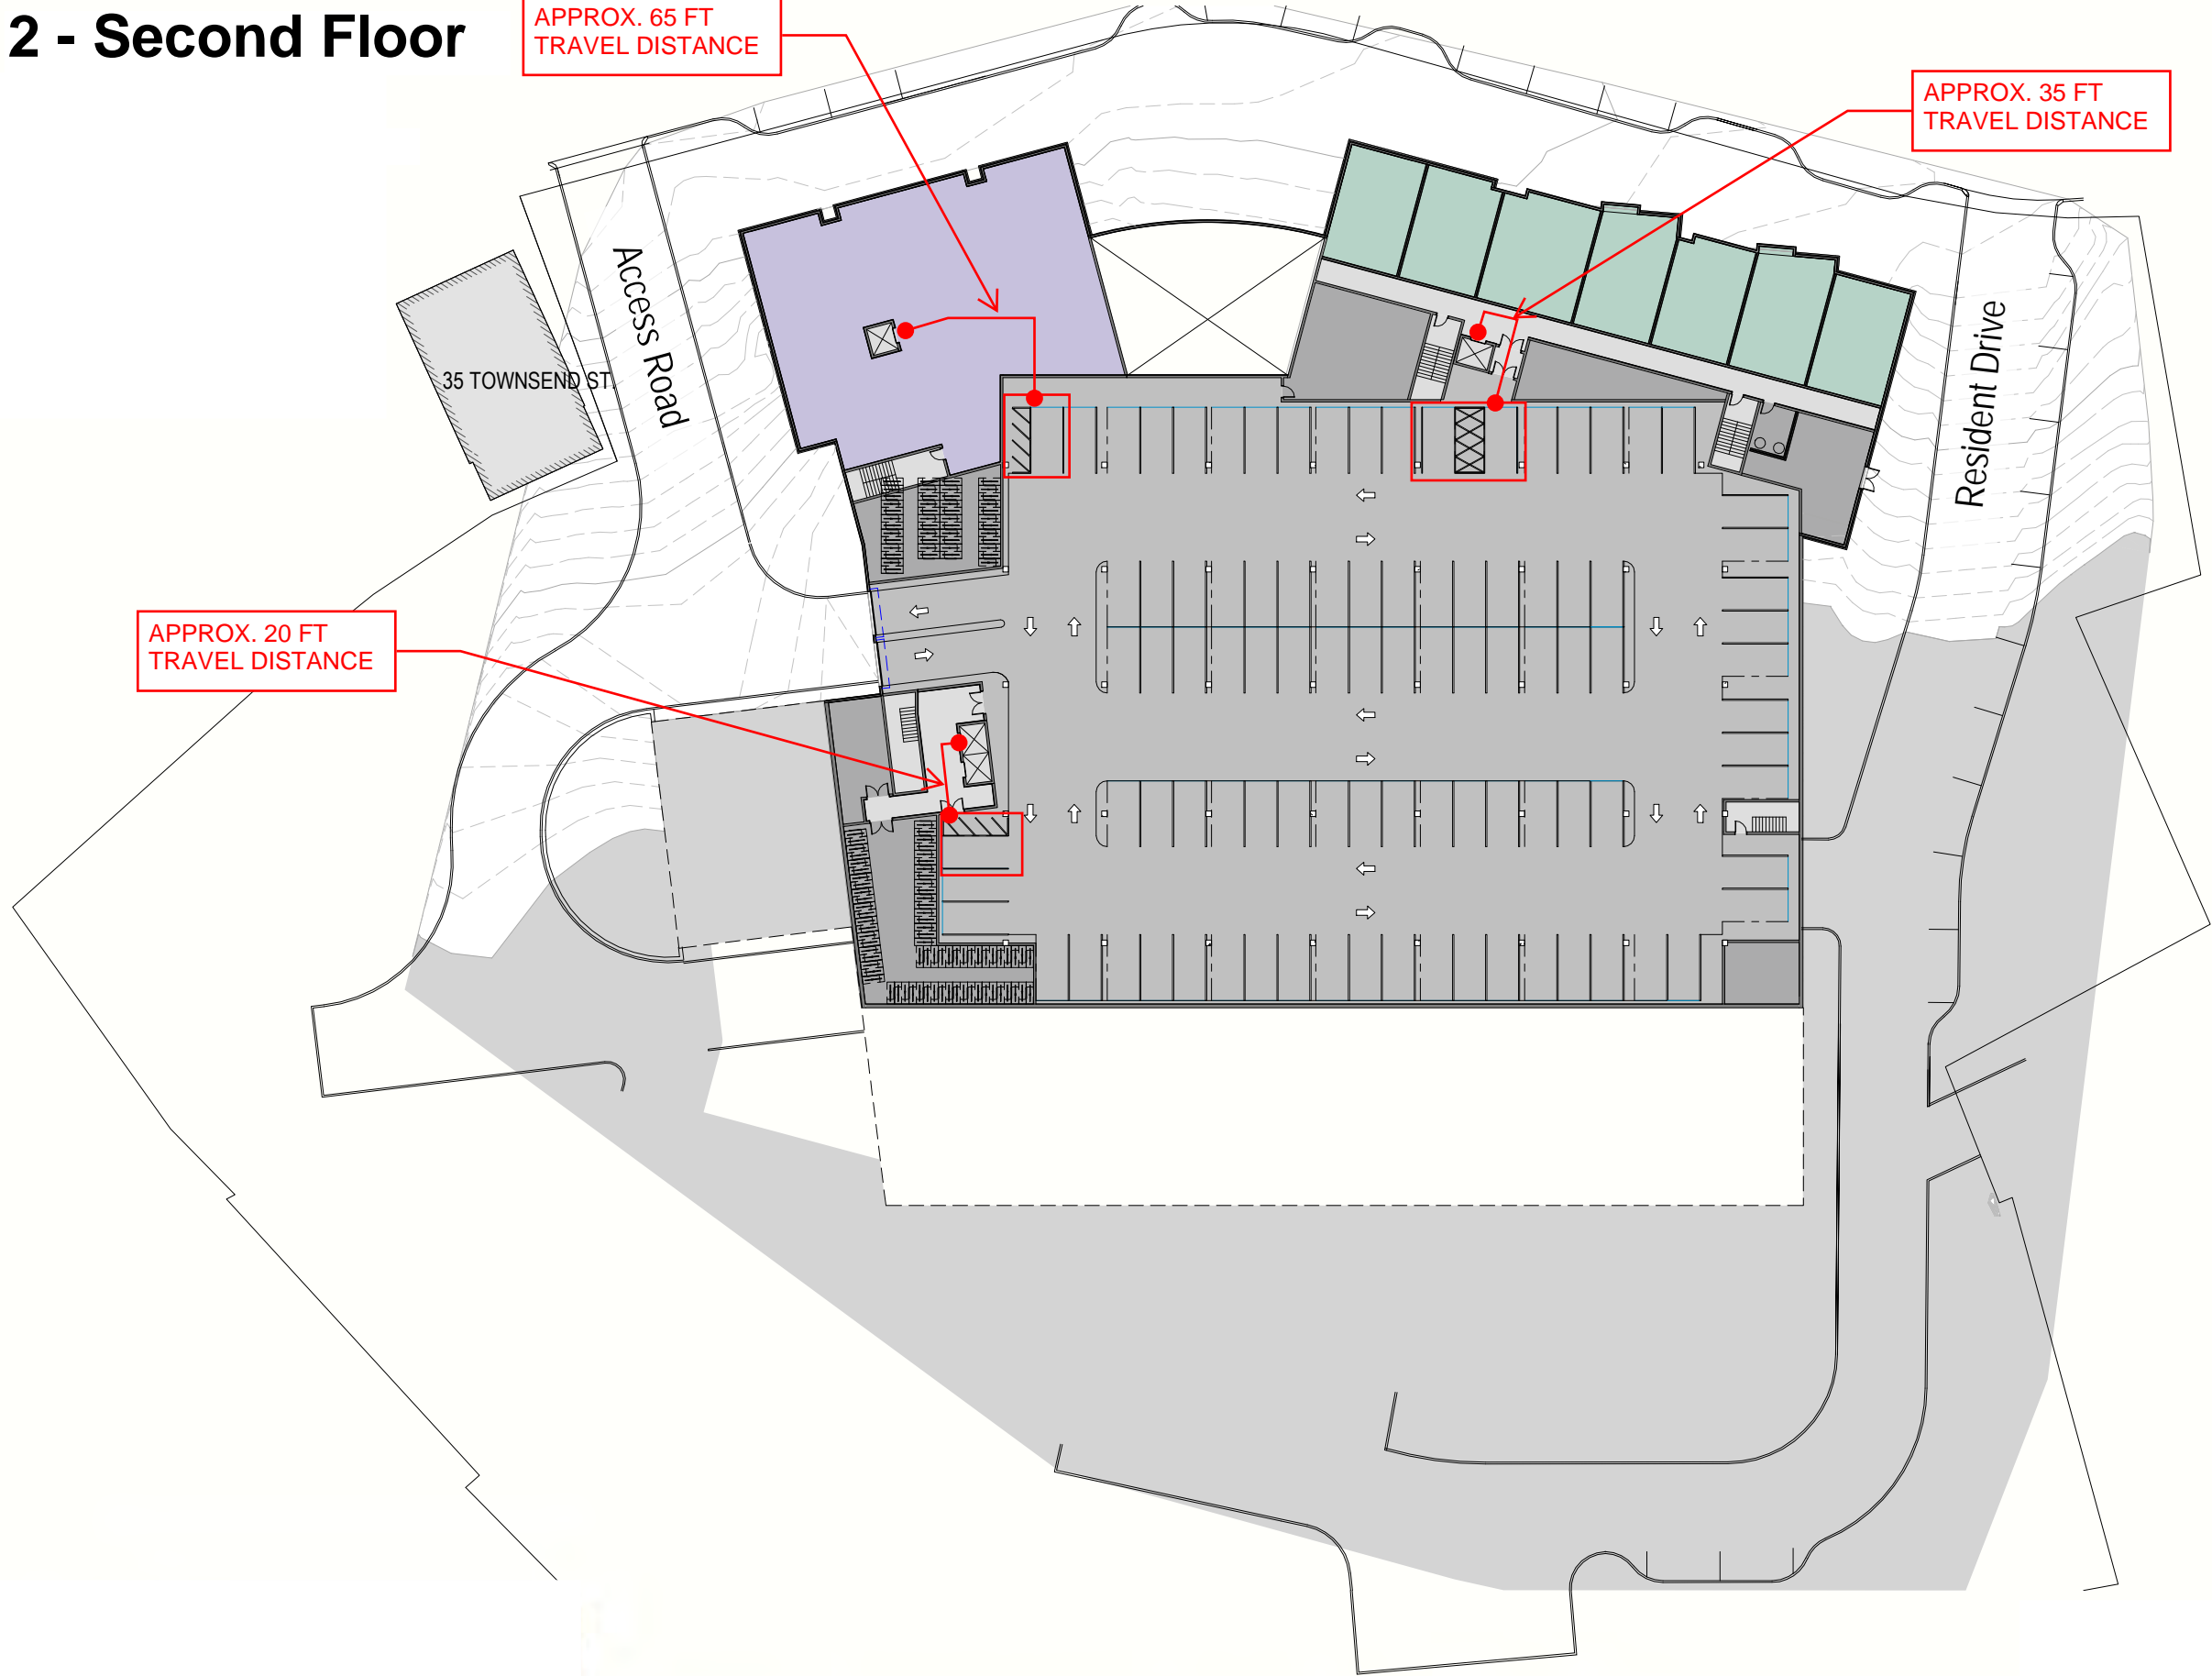 2 - Second Floor
APPROX. 65 FT
TRAVEL DISTANCE
APPROX. 35 FT
TRAVEL DISTANCE
Access Road
35 TOWNSEND ST.
Resident Drive
APPROX. 20 FT
TRAVEL DISTANCE